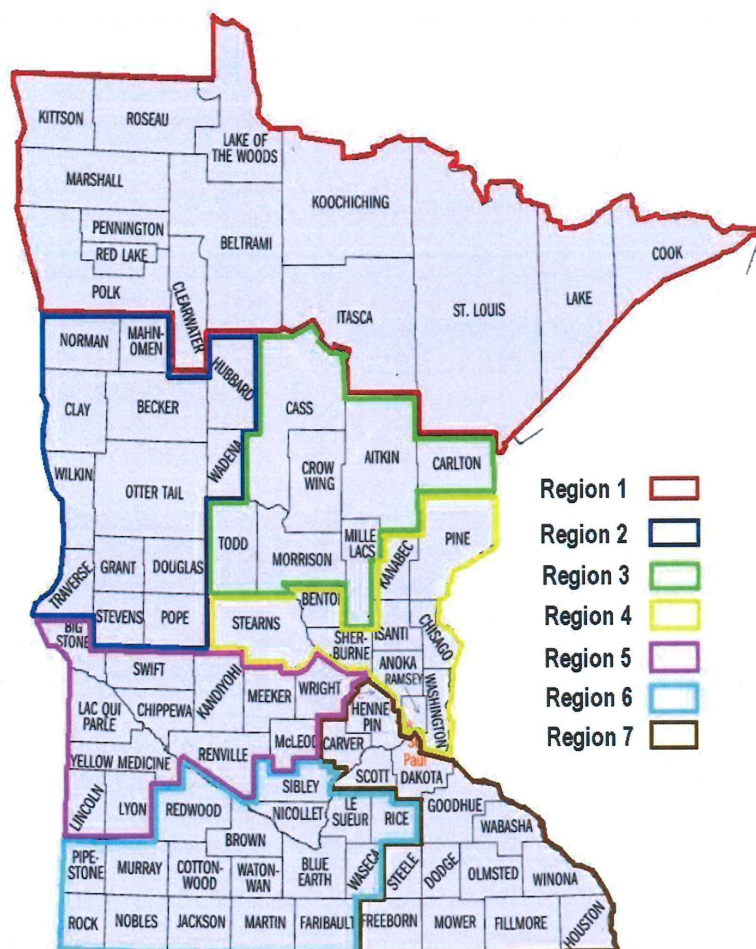 KITTSON
ROSEAU
LAKE OF
THE WOODS
MARSHALL
KOOCHICHING
PENNINGTON
BELTRAMI
RED LAKE
COOK
POLK
CLEARWATER
ITASCA
ST. LOUIS
LAKE
NORMAN
MAHN-
OMEN
HUBBARD
CLAY
BECKER
CASS
WADENA
AITKIN
CARLTON
CROW
WING
WILKIN
OTTER TAIL
TODD
MORRISON
MILLE
LACS
KANABEC
PINE
TRAVERSE
GRANT
DOUGLAS
STEVENS
POPE
BENTO
STEARNS
SHER-
BURNE
ISANTI
CHISAGO
BIG
STONE
SWIFT
KANDIYOHI
MEEKER
WRIGHT
ANOKA
RAMSEY
WASHINGTON
LAC QUI
PARLE
CHIPPEWA
HENNE
PIN
RENVILLE
McLEOD
CARVER
YELLOW MEDICINE
SCOTT
Paul
DAKOTA
LINCOLN
LYON
REDWOOD
SIBLEY
NICOLLET
LE
SUEUR
RICE
GOODHUE
WABASHA
BROWN
PIPE-
STONE
MURRAY
COTTON-
WOOD
WATON-
WAN
BLUE
EARTH
WASECA
STEELE
DODGE
OLMSTED
WINONA
ROCK
NOBLES
JACKSON
MARTIN
FARIBAULT
FREEBORN
MOWER
FILLMORE
HOUSTON
Region 1
Region 2
Region 3
Region 4
Region 5
Region 6
Region 7